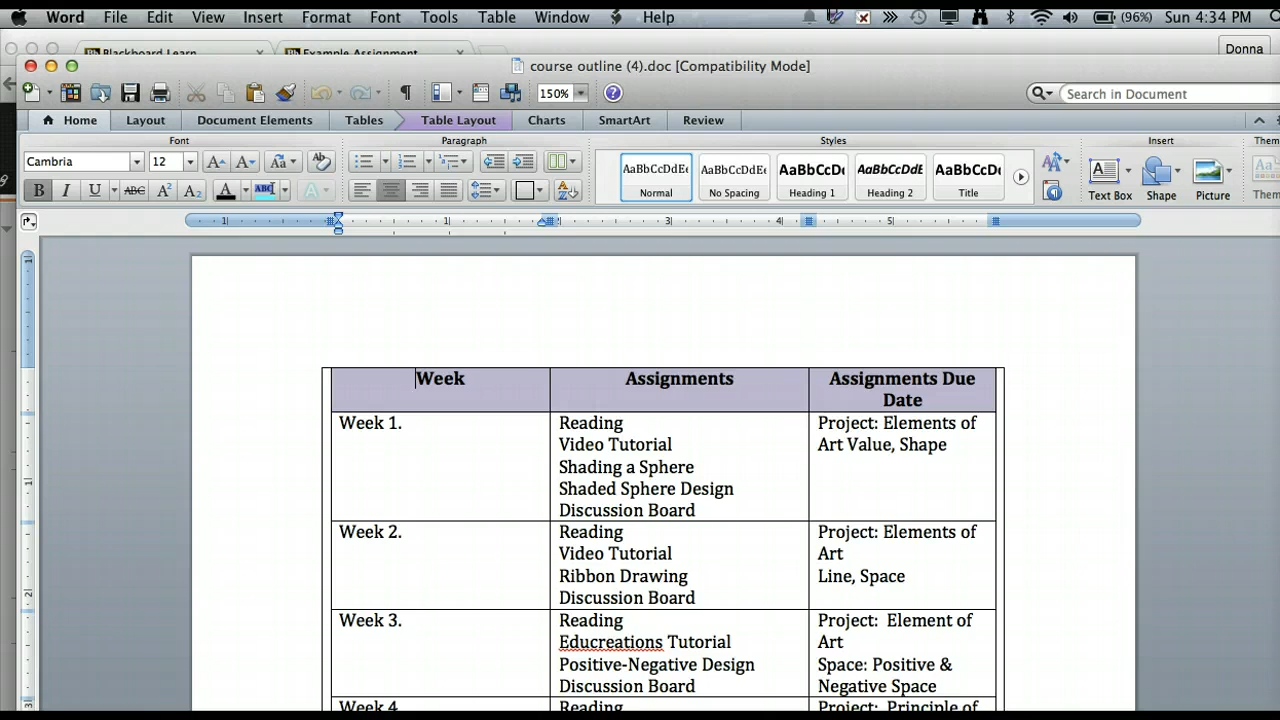 Word File Edit View Insert Format Font Tools Table Window Help (96%) Sun 4:34 PM
Blackboard Learn Example Assignment Donna
course outline (4).doc [Compatibility Mode]
150% Search in Document
Home Layout Document Elements Tables Table Layout Charts SmartArt Review
Font Paragraph Styles Insert
Cambria 12
AaBbCcDdEe AaBbCcDdEe AaBbCcDc AaBbCcDdE AaBbCcDc
Normal No Spacing Heading 1 Heading 2 Title
Text Box Shape Picture
Week Assignments Assignments Due
Date
Week 1. Reading Project: Elements of
Video Tutorial Art Value, Shape
Shading a Sphere
Shaded Sphere Design
Discussion Board
Week 2. Reading Project: Elements of
Video Tutorial Art
Ribbon Drawing Line, Space
Discussion Board
Week 3. Reading Project: Element of
Educreations Tutorial Art
Positive-Negative Design Space: Positive &
Discussion Board Negative Space
Week 4. Reading Project: Principle of